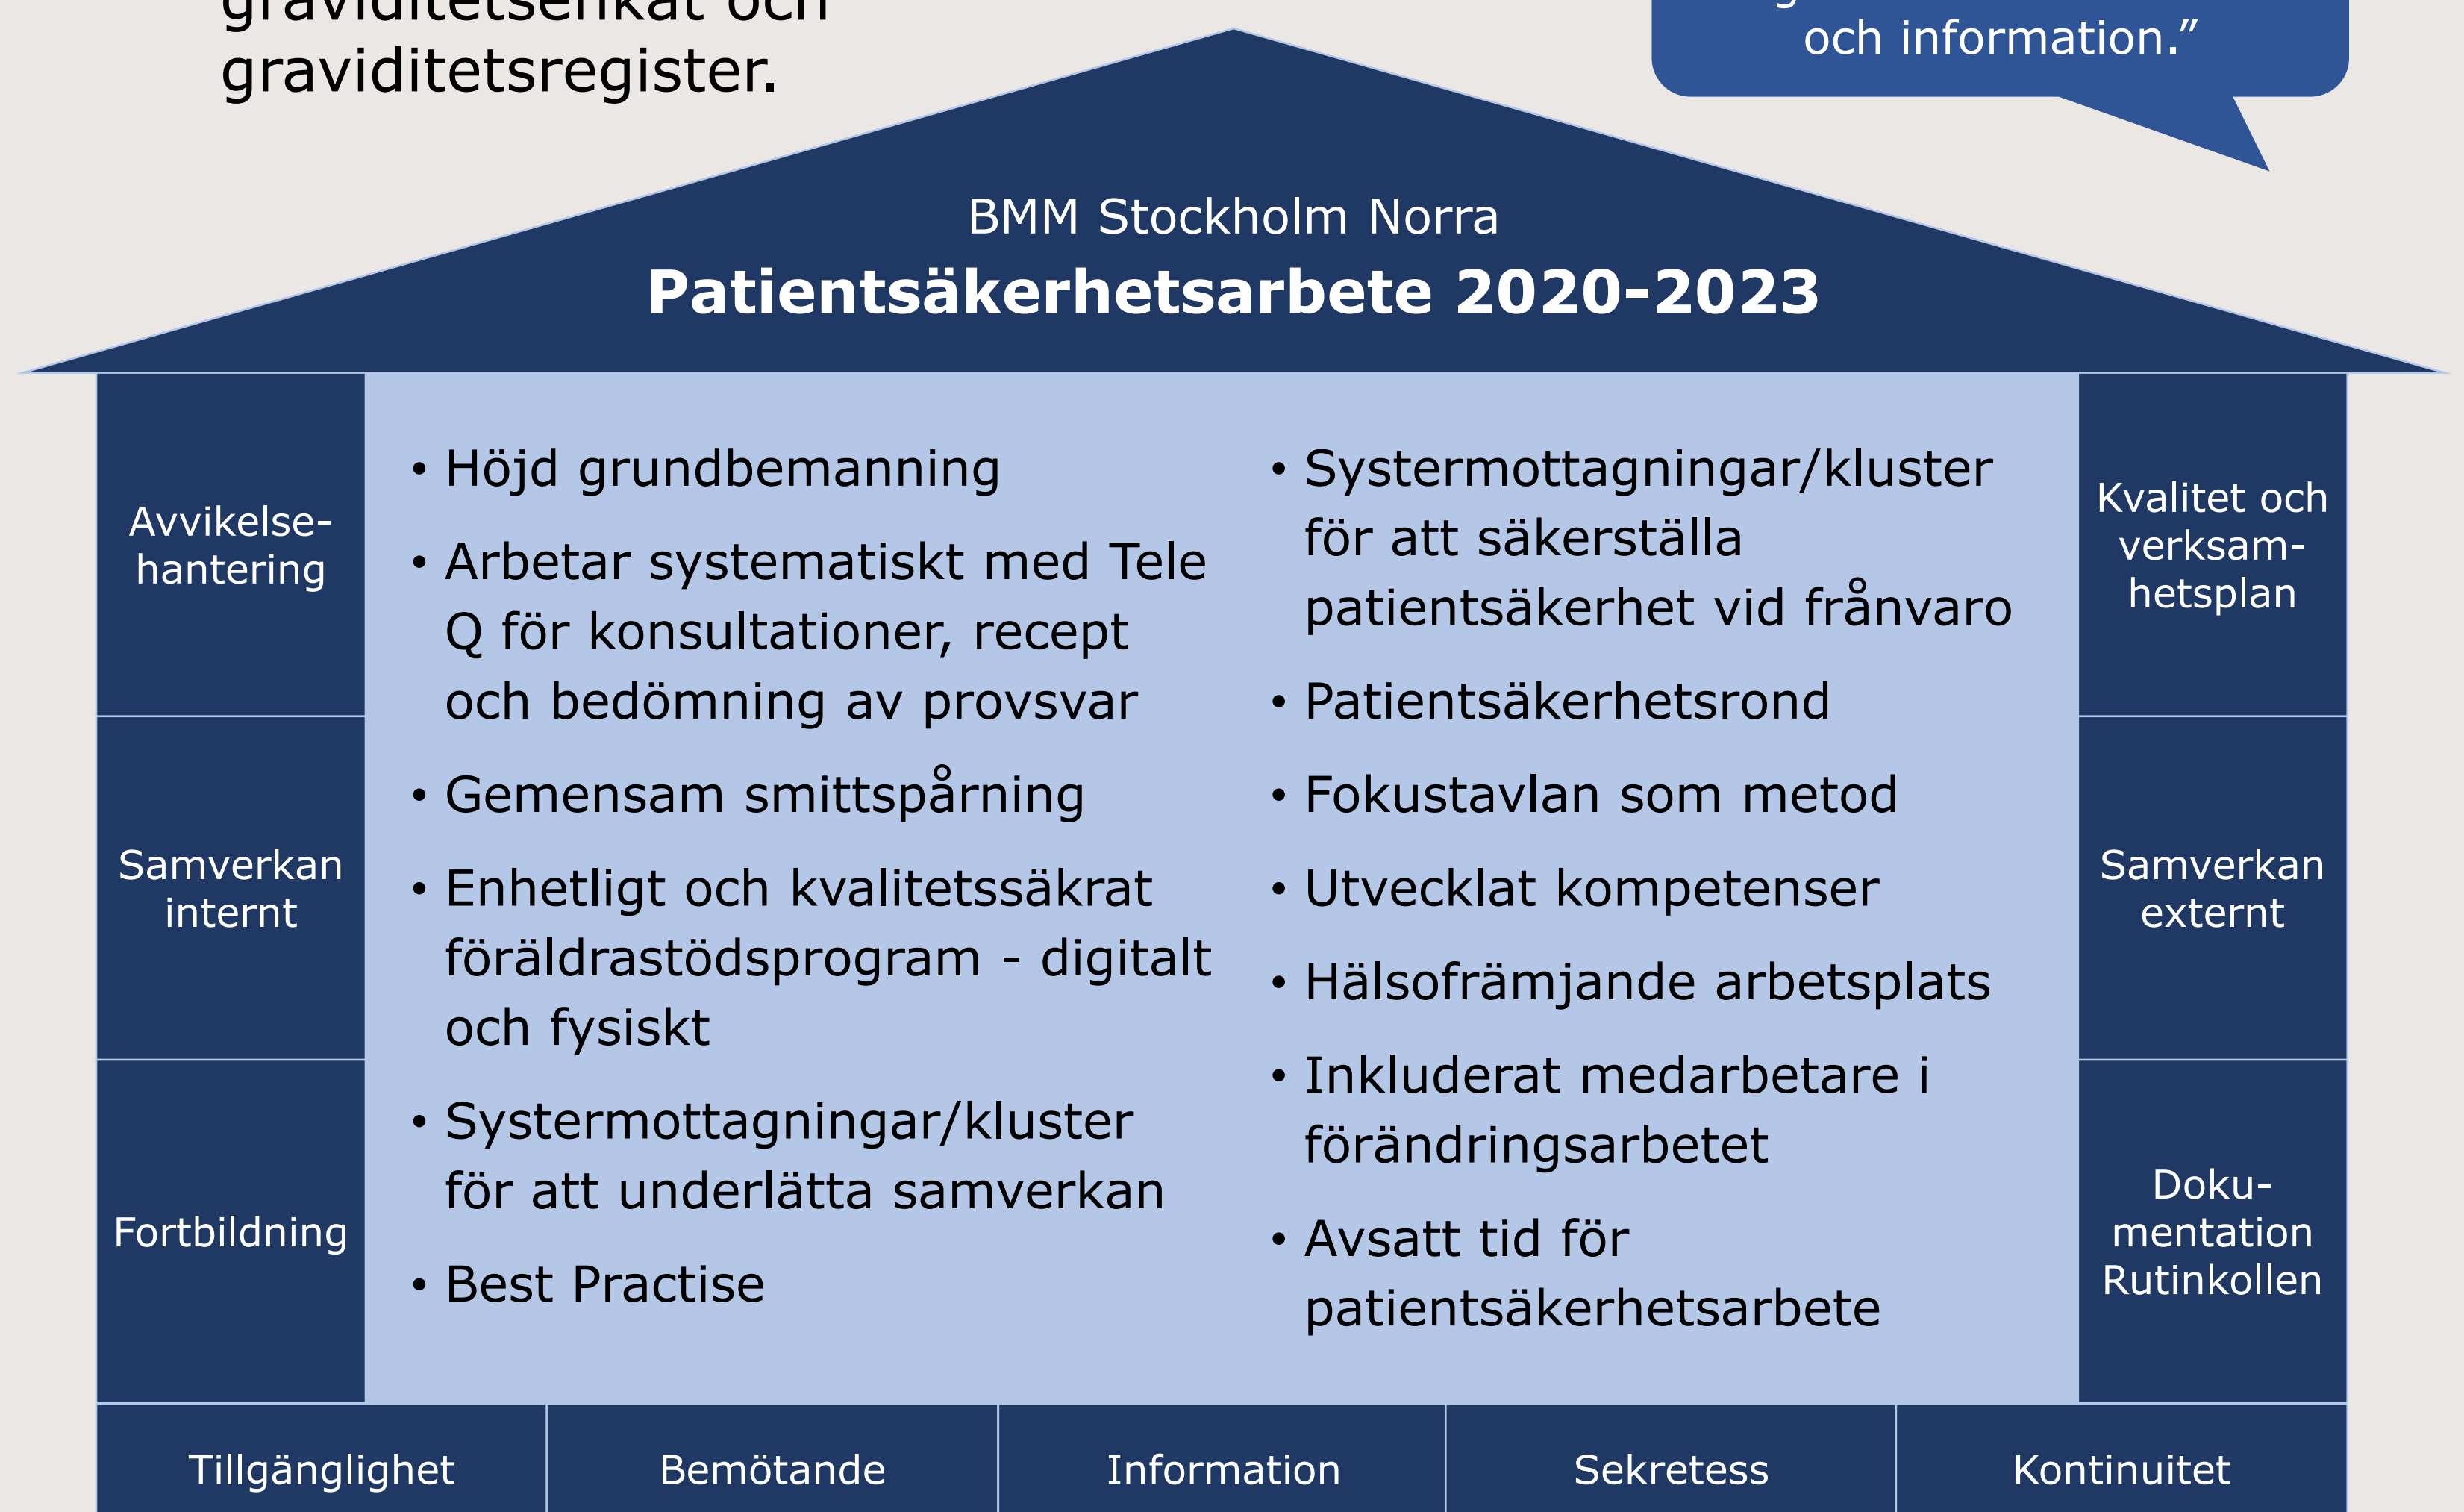 graviditetsenkät och
graviditetsregister.
och information.”
BMM Stockholm Norra
Patientsäkerhetsarbete 2020-2023
Avvikelse-
hantering
Samverkan
internt
Fortbildning
• Höjd grundbemanning
• Arbetar systematiskt med Tele
Q för konsultationer, recept
och bedömning av provsvar
• Gemensam smittspårning
• Enhetligt och kvalitetssäkrat
föräldrastödsprogram - digitalt
och fysiskt
• Systermottagningar/kluster
för att underlätta samverkan
• Best Practise
• Systermottagningar/kluster
för att säkerställa
patientsäkerhet vid frånvaro
• Patientsäkerhetsrond
• Fokustavlan som metod
• Utvecklat kompetenser
• Hälsofrämjande arbetsplats
• Inkluderat medarbetare i
förändringsarbetet
• Avsatt tid för
patientsäkerhetsarbete
Kvalitet och
verksam-
hetsplan
Samverkan
externt
Doku-
mentation
Rutinkollen
Tillgänglighet
Bemötande
Information
Sekretess
Kontinuitet